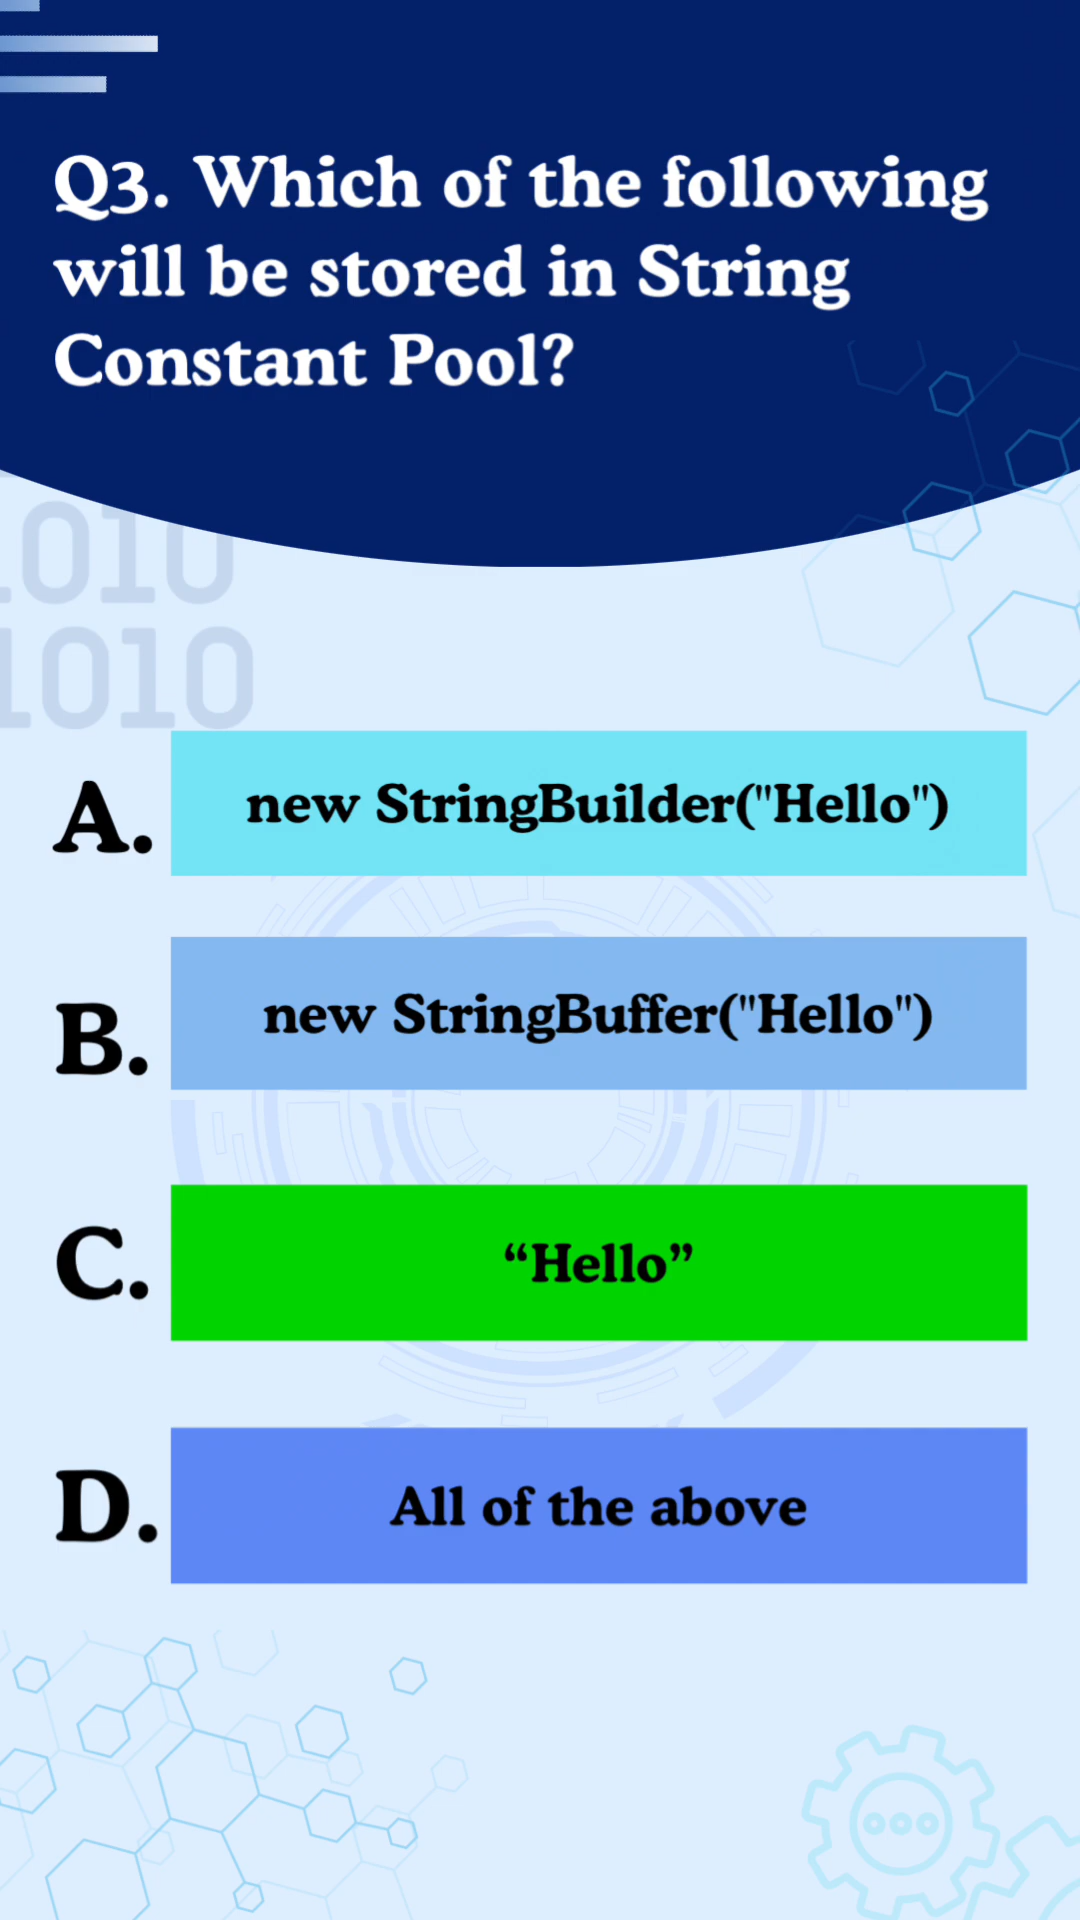 Q3. Which of the following
will be stored in String
Constant Pool?
1010
1010
A. new StringBuilder("Hello")
B. new StringBuffer("Hello")
C. “Hello”
D. All of the above